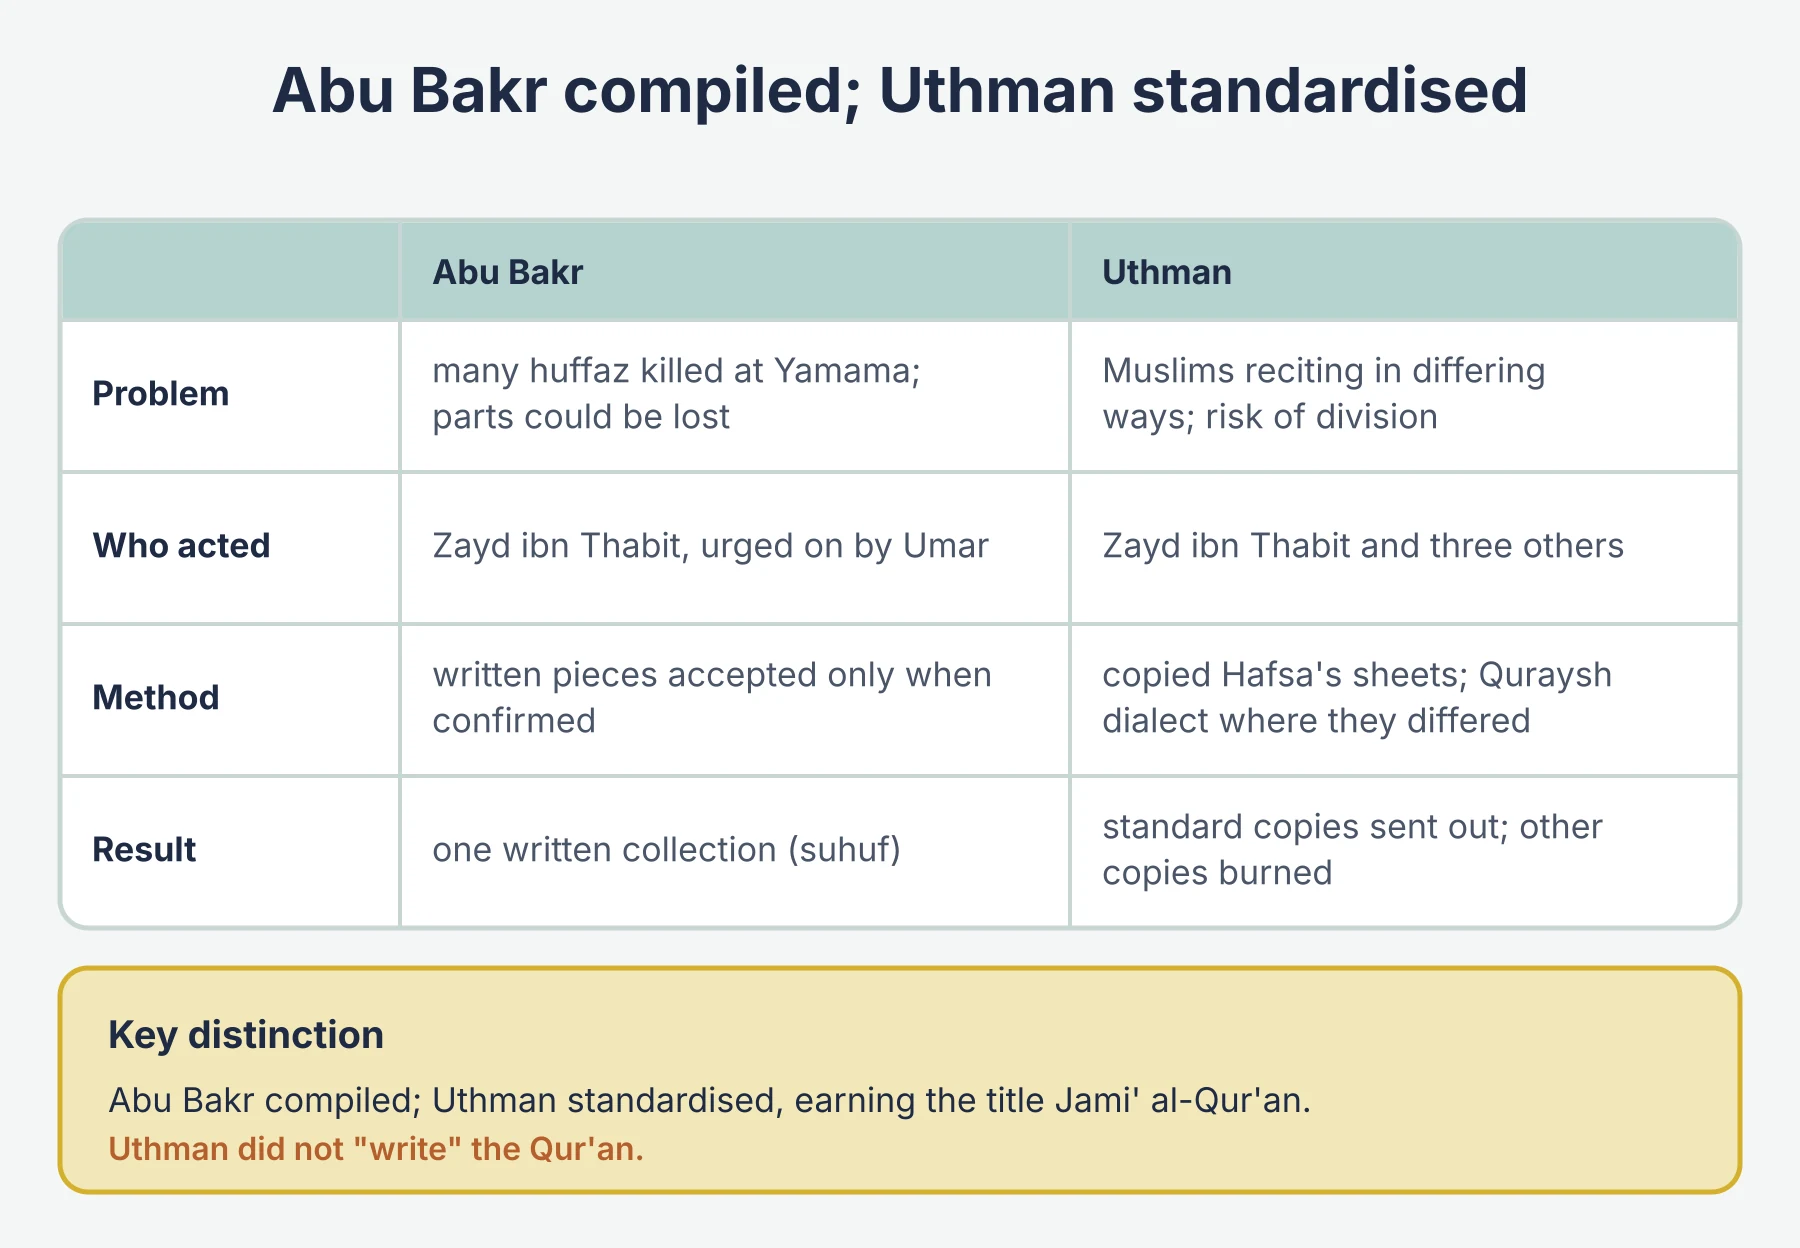 Abu Bakr compiled; Uthman standardised
Abu Bakr
Uthman
Problem
many huffaz killed at Yamama;
parts could be lost
Muslims reciting in differing
ways; risk of division
Who acted
Zayd ibn Thabit, urged on by Umar
Zayd ibn Thabit and three others
Method
written pieces accepted only when
confirmed
copied Hafsa's sheets; Quraysh
dialect where they differed
Result
one written collection (suhuf)
standard copies sent out; other
copies burned
Key distinction
Abu Bakr compiled; Uthman standardised, earning the title Jami' al-Qur'an.
Uthman did not "write" the Qur'an.